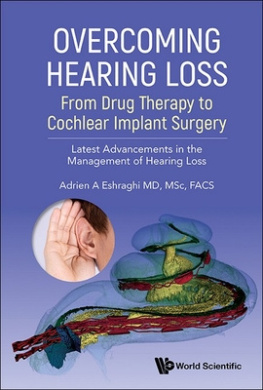 OVERCOMING
HEARING LOSS
From Drug Therapy to
Cochlear Implant Surgery
Latest Advancements in the
Management of Hearing Loss
Adrien A Eshraghi MD, MSc, FACS
World Scientific